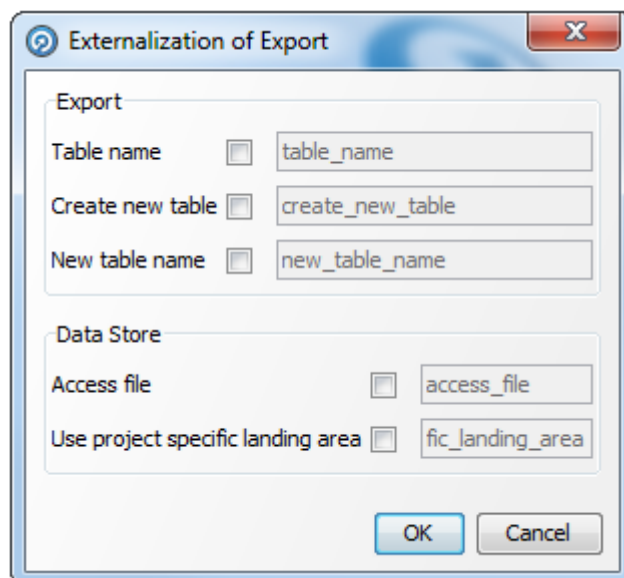 Externalization of Export
Export
Table name table_name
Create new table create_new_table
New table name new_table_name
Data Store
Access file access_file
Use project specific landing area fic_landing_area
OK Cancel